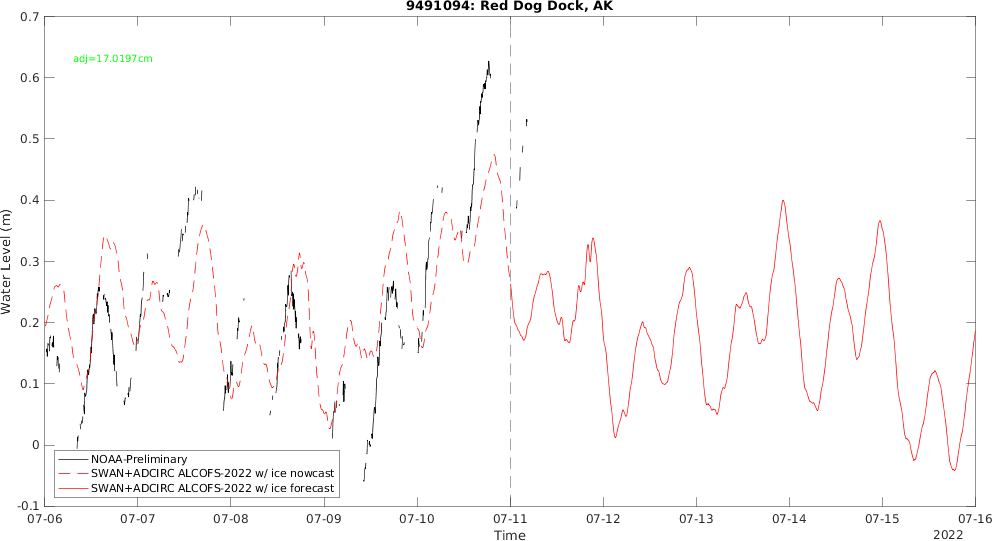 9491094: Red Dog Dock, AK
adj=17.0197cm
Water Level (m)
0.7
0.6
0.5
0.4
0.3
0.2
0.1
0
-0.1
NOAA-Preliminary
SWAN+ADCIRC ALCOFS-2022 w/ ice nowcast
SWAN+ADCIRC ALCOFS-2022 w/ ice forecast
07-06 07-07 07-08 07-09 07-10 07-11 07-12 07-13 07-14 07-15 07-16
Time
2022